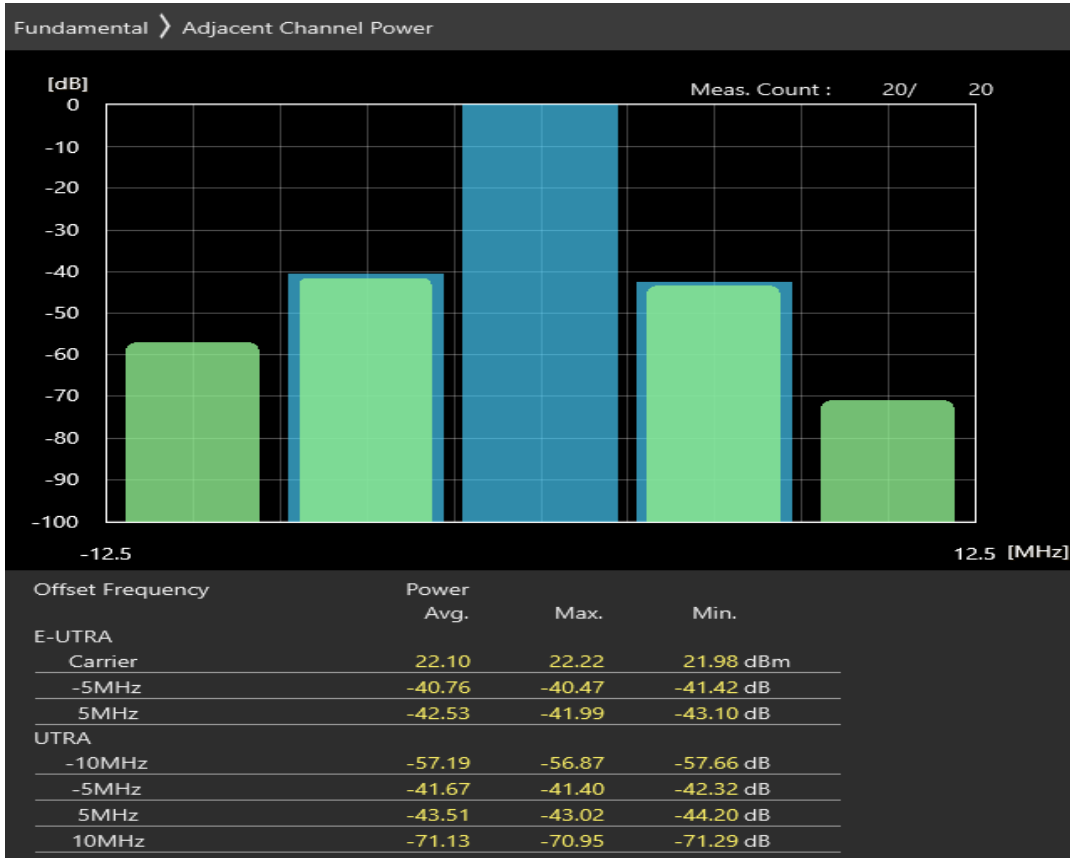 Fundamental 〉 Adjacent Channel Power
[dB]
Meas. Count : 20/ 20
0
-10
-20
-30
-40
-50
-60
-70
-80
-90
-100
-12.5 12.5 [MHz]
Offset Frequency Power
Avg. Max. Min.
E-UTRA
Carrier 22.10 22.22 21.98 dBm
-5MHz -40.76 -40.47 -41.42 dB
5MHz -42.53 -41.99 -43.10 dB
UTRA
-10MHz -57.19 -56.87 -57.66 dB
-5MHz -41.67 -41.40 -42.32 dB
5MHz -43.51 -43.02 -44.20 dB
10MHz -71.13 -70.95 -71.29 dB